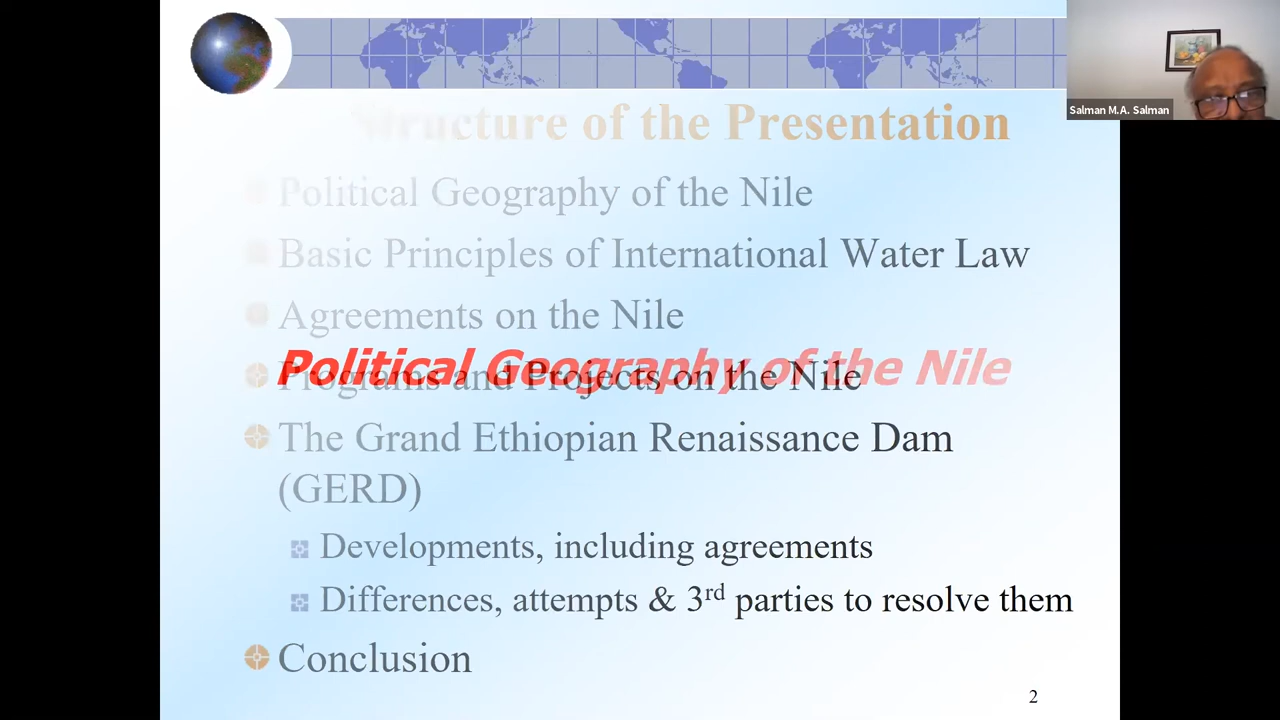 Salman M.A. Salman
Structure of the Presentation
Political Geography of the Nile
Basic Principles of International Water Law
Agreements on the Nile
Political Geography of the Nile
Programs and Projects on the Nile
The Grand Ethiopian Renaissance Dam
(GERD)
Developments, including agreements
Differences, attempts & 3rd parties to resolve them
Conclusion
2